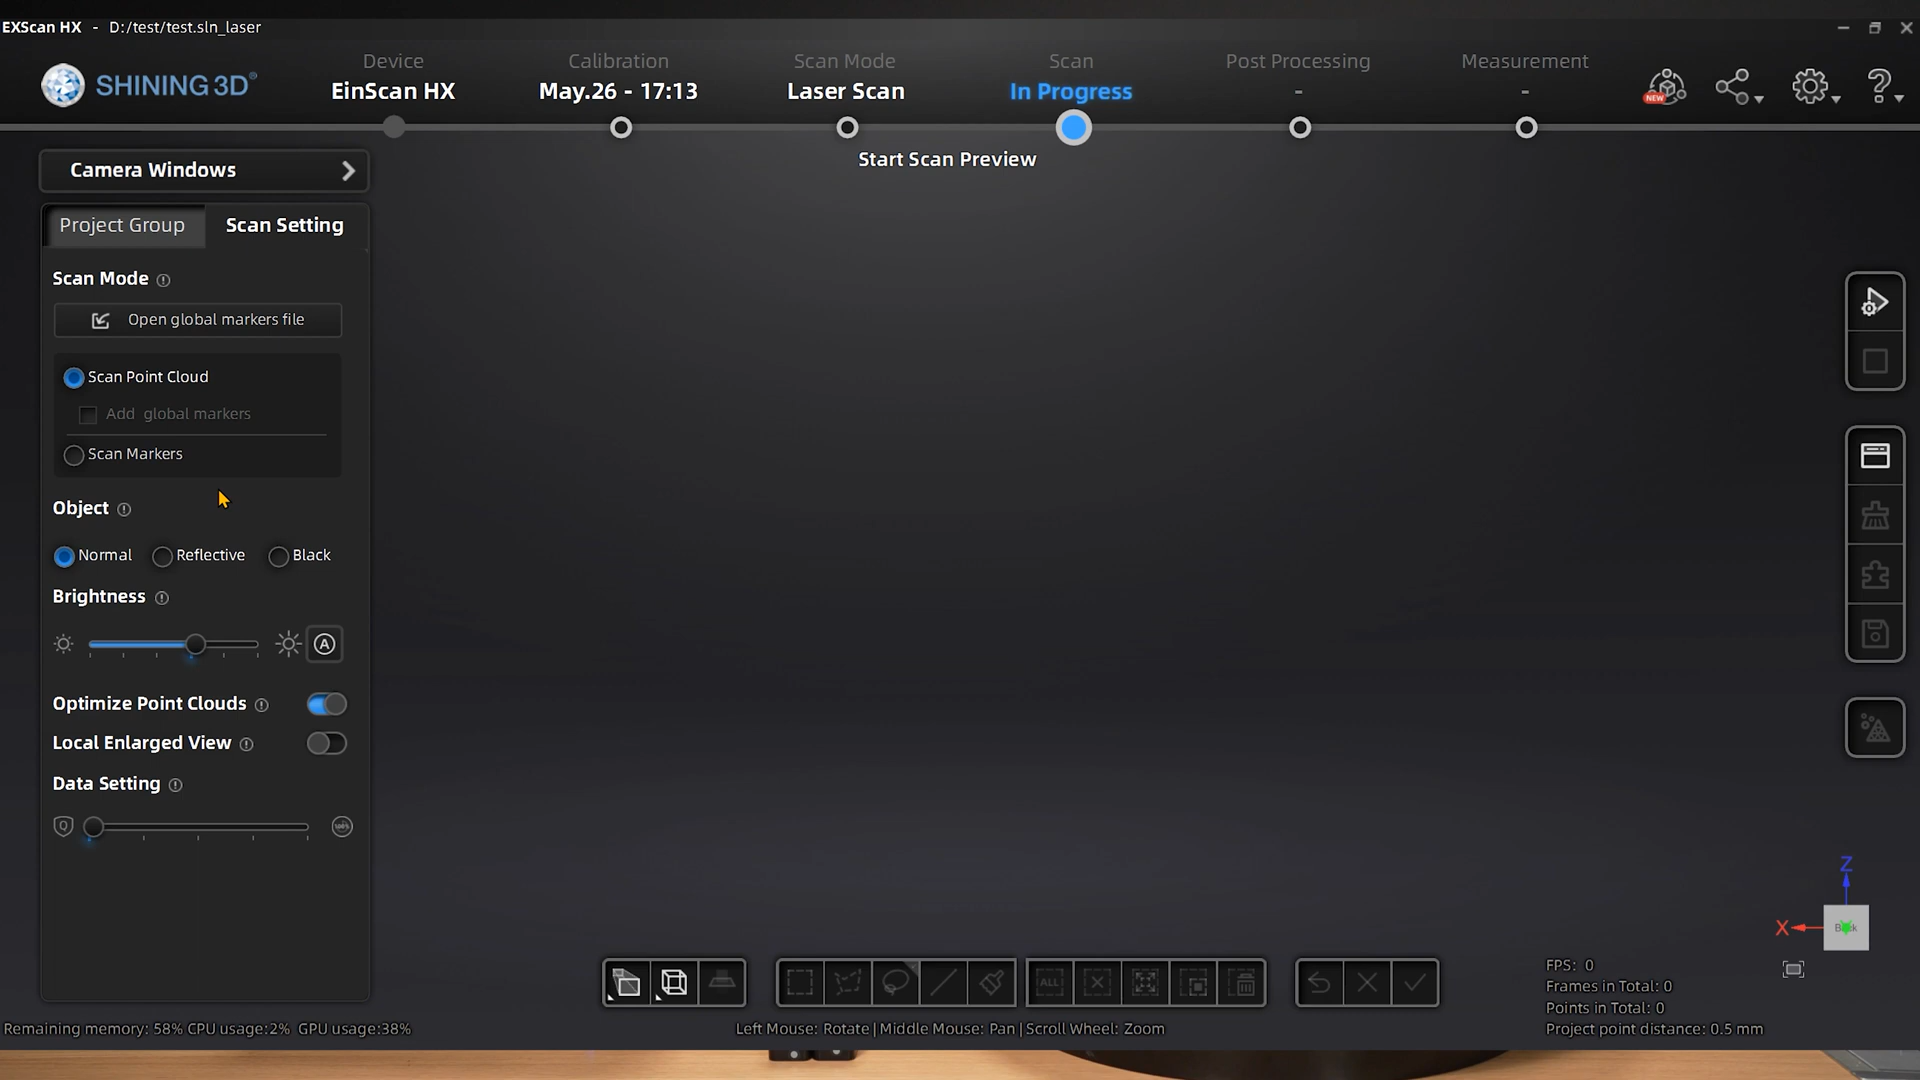 EXScan HX - D:/test/test.sln_laser
SHINING 3D®
Device
EinScan HX
Calibration
May.26 - 17:13
Scan Mode
Laser Scan
Scan
In Progress
Post Processing
-
Measurement
-
NEW
Start Scan Preview
Camera Windows
Project Group
Scan Setting
Scan Mode
Open global markers file
Scan Point Cloud
Add global markers
Scan Markers
Object
Normal
Reflective
Black
Brightness
A
Optimize Point Clouds
Local Enlarged View
Data Setting
Q
100%
Z
X
ALL
FPS: 0
Frames in Total: 0
Points in Total: 0
Project point distance: 0.5 mm
Remaining memory: 58% CPU usage:2% GPU usage:38%
Left Mouse: Rotate|Middle Mouse: Pan|Scroll Wheel: Zoom